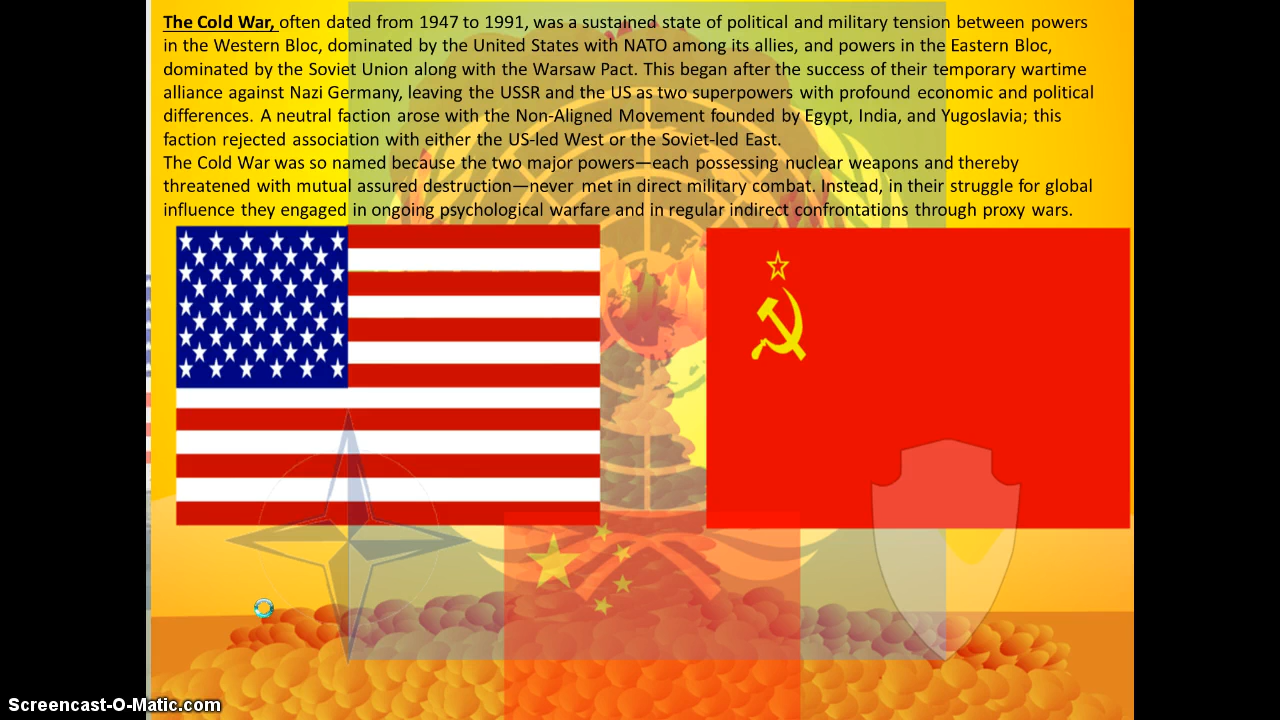 The Cold War, often dated from 1947 to 1991, was a sustained state of political and military tension between powers
in the Western Bloc, dominated by the United States with NATO among its allies, and powers in the Eastern Bloc,
dominated by the Soviet Union along with the Warsaw Pact. This began after the success of their temporary wartime
alliance against Nazi Germany, leaving the USSR and the US as two superpowers with profound economic and political
differences. A neutral faction arose with the Non-Aligned Movement founded by Egypt, India, and Yugoslavia; this
faction rejected association with either the US-led West or the Soviet-led East.
The Cold War was so named because the two major powers—each possessing nuclear weapons and thereby
threatened with mutual assured destruction—never met in direct military combat. Instead, in their struggle for global
influence they engaged in ongoing psychological warfare and in regular indirect confrontations through proxy wars.
Screencast-O-Matic.com